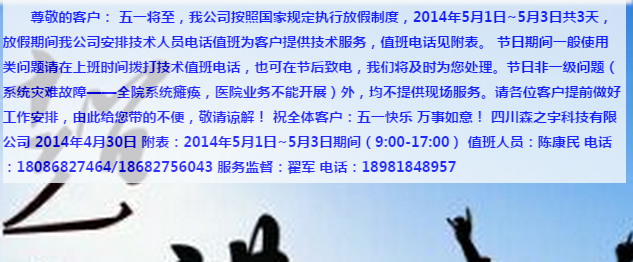 尊敬的客户： 五一将至，我公司按照国家规定执行放假制度，2014年5月1日~5月3日共3天，
放假期间我公司安排技术人员电话值班为客户提供技术服务，值班电话见附表。 节日期间一般使用
类问题请在上班时间拨打技术值班电话，也可在节后致电，我们将及时为您处理。节日非一级问题（
系统灾难故障——全院系统瘫痪，医院业务不能开展）外，均不提供现场服务。请各位客户提前做好
工作安排，由此给您带的不便，敬请谅解！ 祝全体客户：五一快乐 万事如意！ 四川森之宇科技有限
公司 2014年4月30日 附表：2014年5月1日~5月3日期间（9:00-17:00） 值班人员：陈康民 电话
：18086827464/18682756043 服务监督：翟军 电话：18981848957